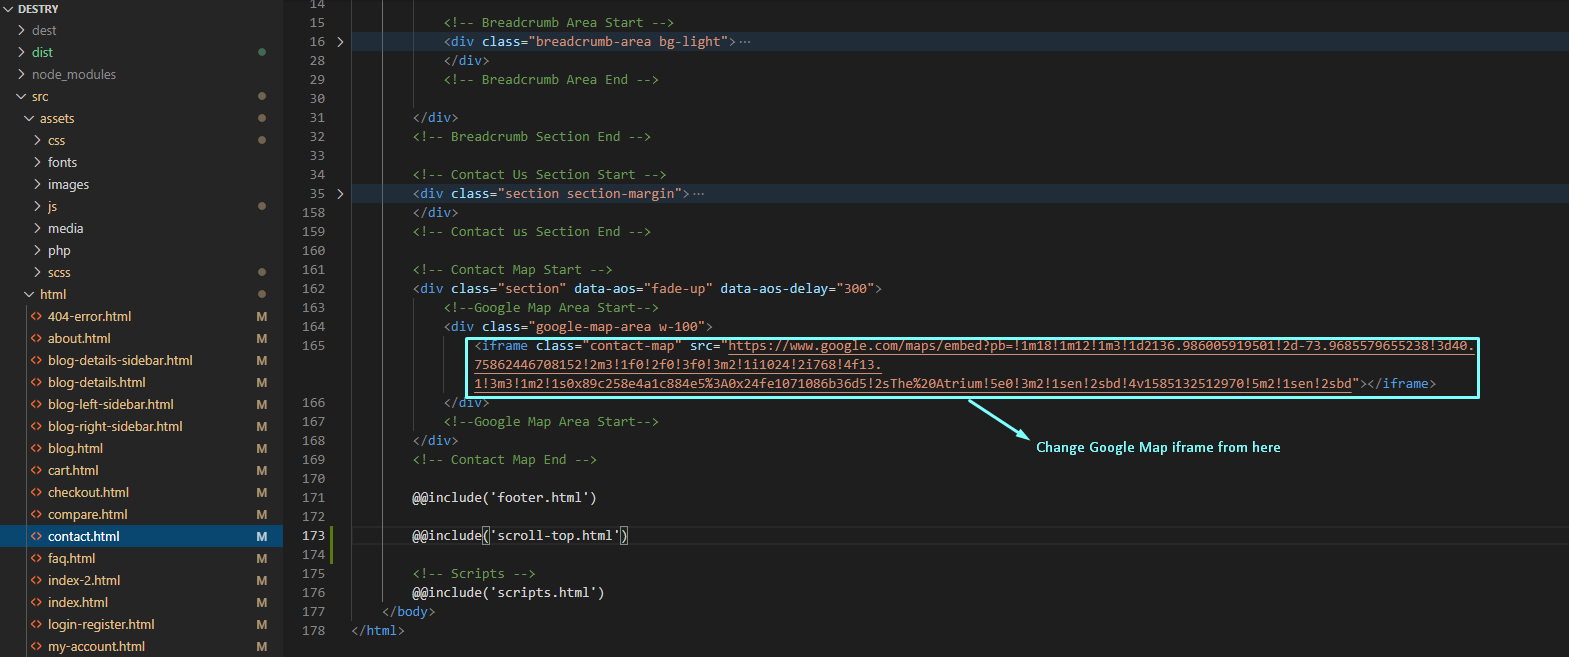 DESTRY
dest
dist
node_modules
src
assets
css
fonts
images
js
media
php
scss
html
404-error.html M
about.html M
blog-details-sidebar.html M
blog-details.html M
blog-left-sidebar.html M
blog-right-sidebar.html M
blog.html M
cart.html M
checkout.html M
compare.html M
contact.html M
faq.html M
index-2.html M
index.html M
login-register.html M
my-account.html M
14
15 <!-- Breadcrumb Area Start -->
16 <div class="breadcrumb-area bg-light">…
28 </div>
29 <!-- Breadcrumb Area End -->
30
31 </div>
32 <!-- Breadcrumb Section End -->
33
34 <!-- Contact Us Section Start -->
35 <div class="section section-margin">…
158 </div>
159 <!-- Contact us Section End -->
160
161 <!-- Contact Map Start -->
162 <div class="section" data-aos="fade-up" data-aos-delay="300">
163 <!--Google Map Area Start-->
164 <div class="google-map-area w-100">
165 <iframe class="contact-map" src="https://www.google.com/maps/embed?pb=!1m18!1m12!1m3!1d2136.986005919501!2d-73.9685579655238!3d40.
75862446708152!2m3!1f0!2f0!3f0!3m2!1i1024!2i768!4f13.
1!3m3!1m2!1s0x89c258e4a1c884e5%3A0x24fe1071086b36d5!2sThe%20Atrium!5e0!3m2!1sen!2sbd!4v1585132512970!5m2!1sen!2sbd"></iframe>
166 </div>
167 <!--Google Map Area Start-->
168 </div>
169 <!-- Contact Map End -->
170
171 @@include('footer.html')
172
173 @@include('scroll-top.html')
174
175 <!-- Scripts -->
176 @@include('scripts.html')
177 </body>
178 </html>
Change Google Map iframe from here